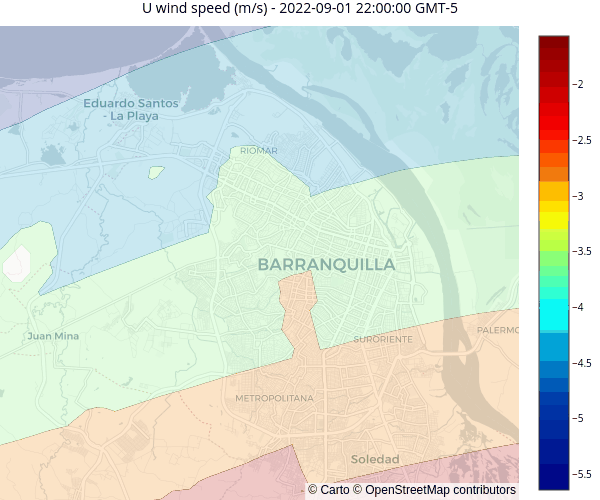 U wind speed (m/s) - 2022-09-01 22:00:00 GMT-5
Eduardo Santos
- La Playa
RIOMAR
BARRANQUILLA
Juan Mina
SURORIENTE
PALERMO
METROPOLITANA
Soledad
© Carto © OpenStreetMap contributors
−2
−2.5
−3
−3.5
−4
−4.5
−5
−5.5